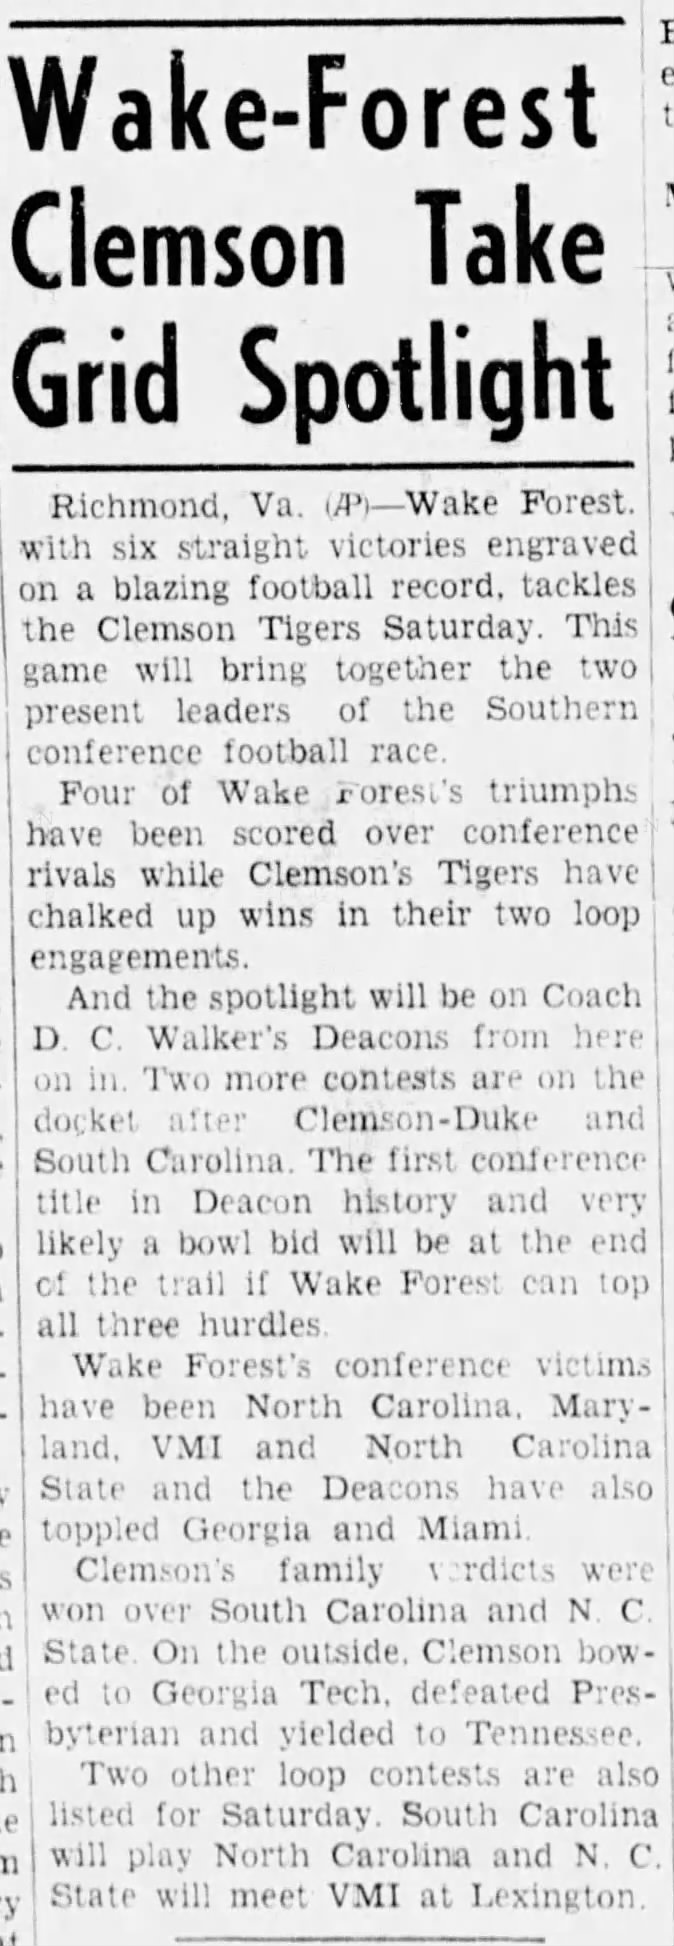 Wake-Forest
Clemson Take
Grid Spotlight
Richmond, Va. (AP)—Wake Forest.
with six straight victories engraved
on a blazing football record, tackles
the Clemson Tigers Saturday. This
game will bring together the two
present leaders of the Southern
conference football race.
Four of Wake Forest's triumphs
have been scored over conference
rivals while Clemson's Tigers have
chalked up wins in their two loop
engagements.
And the spotlight will be on Coach
D. C. Walker's Deacons from here
on in. Two more contests are on the
docket after Clemson-Duke and
South Carolina. The first conference
title in Deacon history and very
likely a bowl bid will be at the end
of the trail if Wake Forest can top
all three hurdles.
Wake Forest's conference victims
have been North Carolina, Mary-
land, VMI and North Carolina
State and the Deacons have also
toppled Georgia and Miami.
Clemson's family verdicts were
won over South Carolina and N. C.
State. On the outside, Clemson bow-
ed to Georgia Tech, defeated Pres-
byterian and yielded to Tennessee.
Two other loop contests are also
listed for Saturday. South Carolina
will play North Carolina and N. C.
State will meet VMI at Lexington.